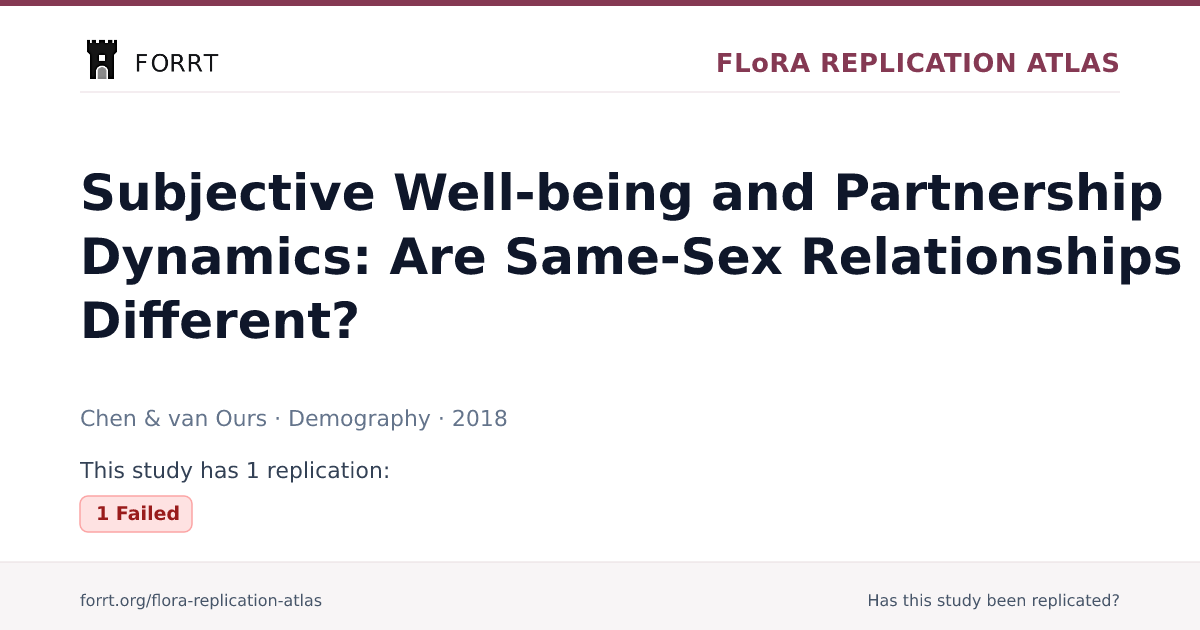 FORRT
FLoRA REPLICATION ATLAS
Subjective Well-being and Partnership
Dynamics: Are Same-Sex Relationships
Different?
Chen & van Ours · Demography · 2018
This study has 1 replication:
1 Failed
forrt.org/flora-replication-atlas
Has this study been replicated?